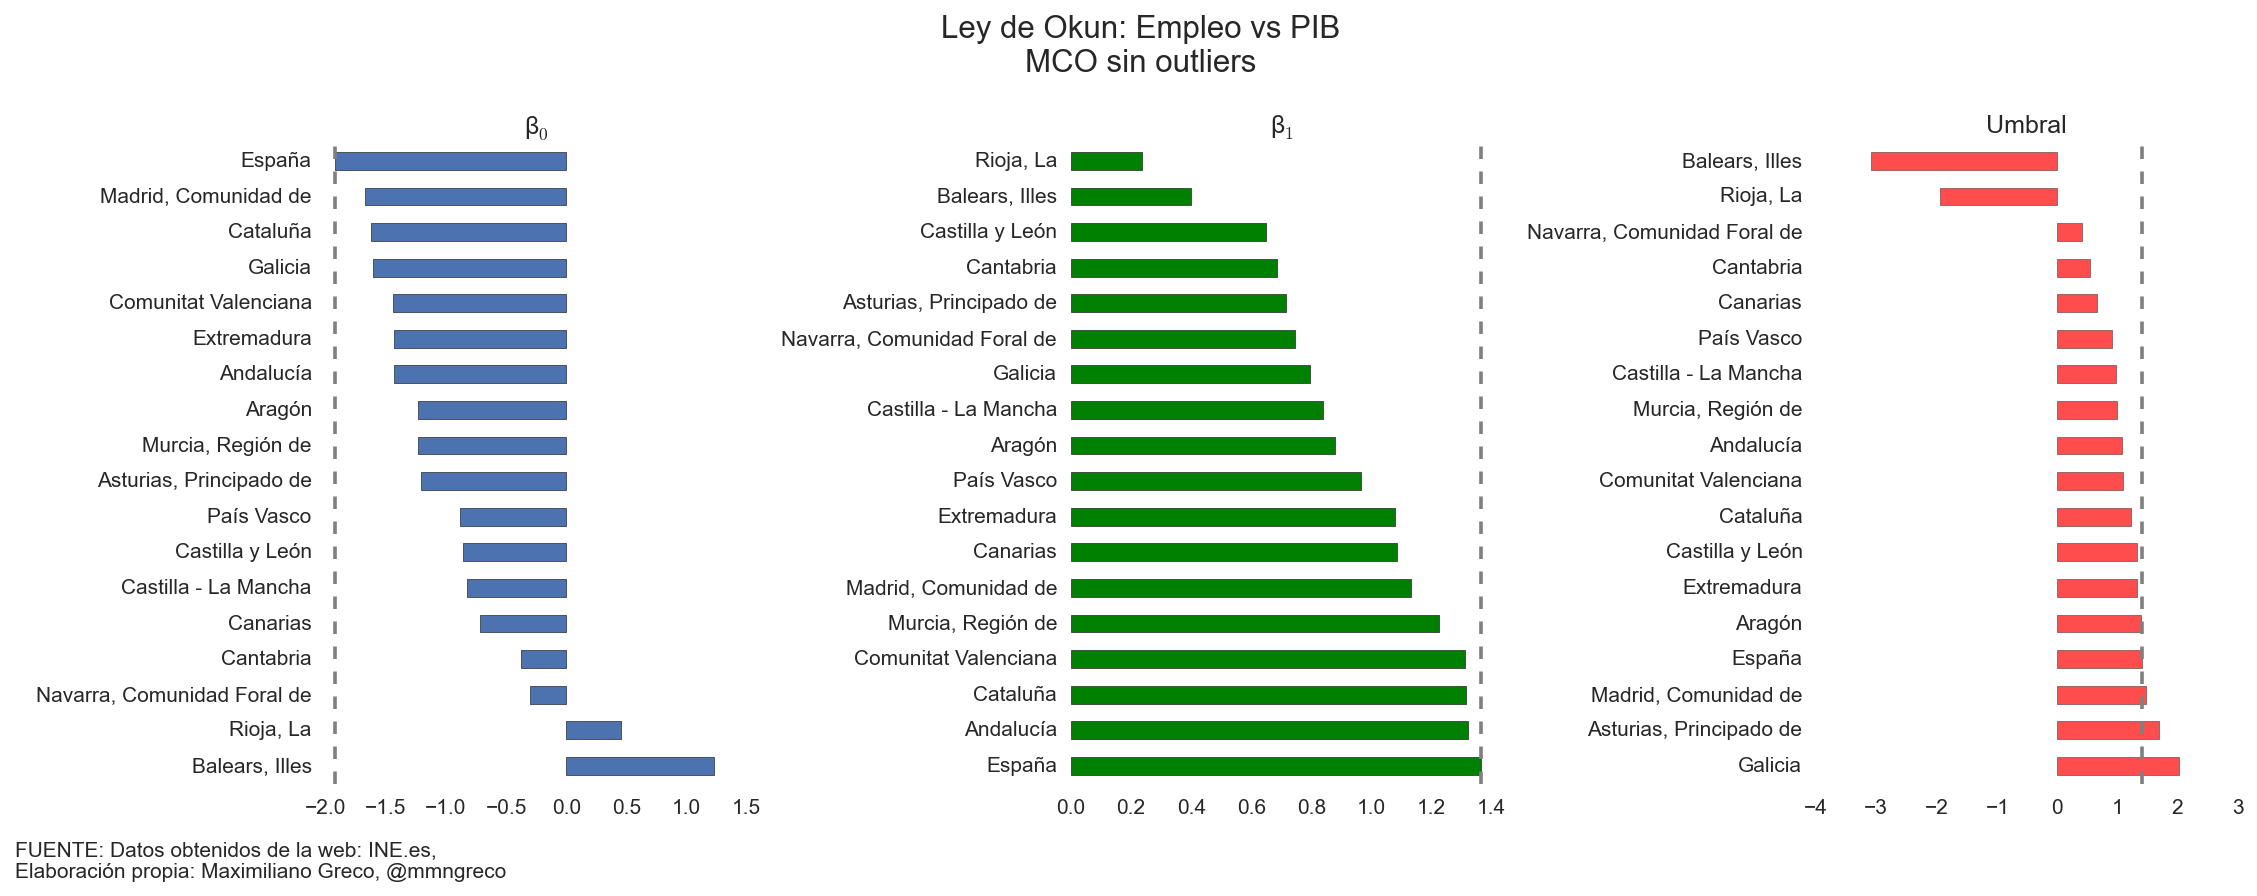 Ley de Okun: Empleo vs PIB
MCO sin outliers
β0
España
Madrid, Comunidad de
Cataluña
Galicia
Comunitat Valenciana
Extremadura
Andalucía
Aragón
Murcia, Región de
Asturias, Principado de
País Vasco
Castilla y León
Castilla - La Mancha
Canarias
Cantabria
Navarra, Comunidad Foral de
Rioja, La
Balears, Illes
−2.0 −1.5 −1.0 −0.5 0.0 0.5 1.0 1.5
β1
Rioja, La
Balears, Illes
Castilla y León
Cantabria
Asturias, Principado de
Navarra, Comunidad Foral de
Galicia
Castilla - La Mancha
Aragón
País Vasco
Extremadura
Canarias
Madrid, Comunidad de
Murcia, Región de
Comunitat Valenciana
Cataluña
Andalucía
España
0.0 0.2 0.4 0.6 0.8 1.0 1.2 1.4
Umbral
Balears, Illes
Rioja, La
Navarra, Comunidad Foral de
Cantabria
Canarias
País Vasco
Castilla - La Mancha
Murcia, Región de
Andalucía
Comunitat Valenciana
Cataluña
Castilla y León
Extremadura
Aragón
España
Madrid, Comunidad de
Asturias, Principado de
Galicia
−4 −3 −2 −1 0 1 2 3
FUENTE: Datos obtenidos de la web: INE.es,
Elaboración propia: Maximiliano Greco, @mmngreco